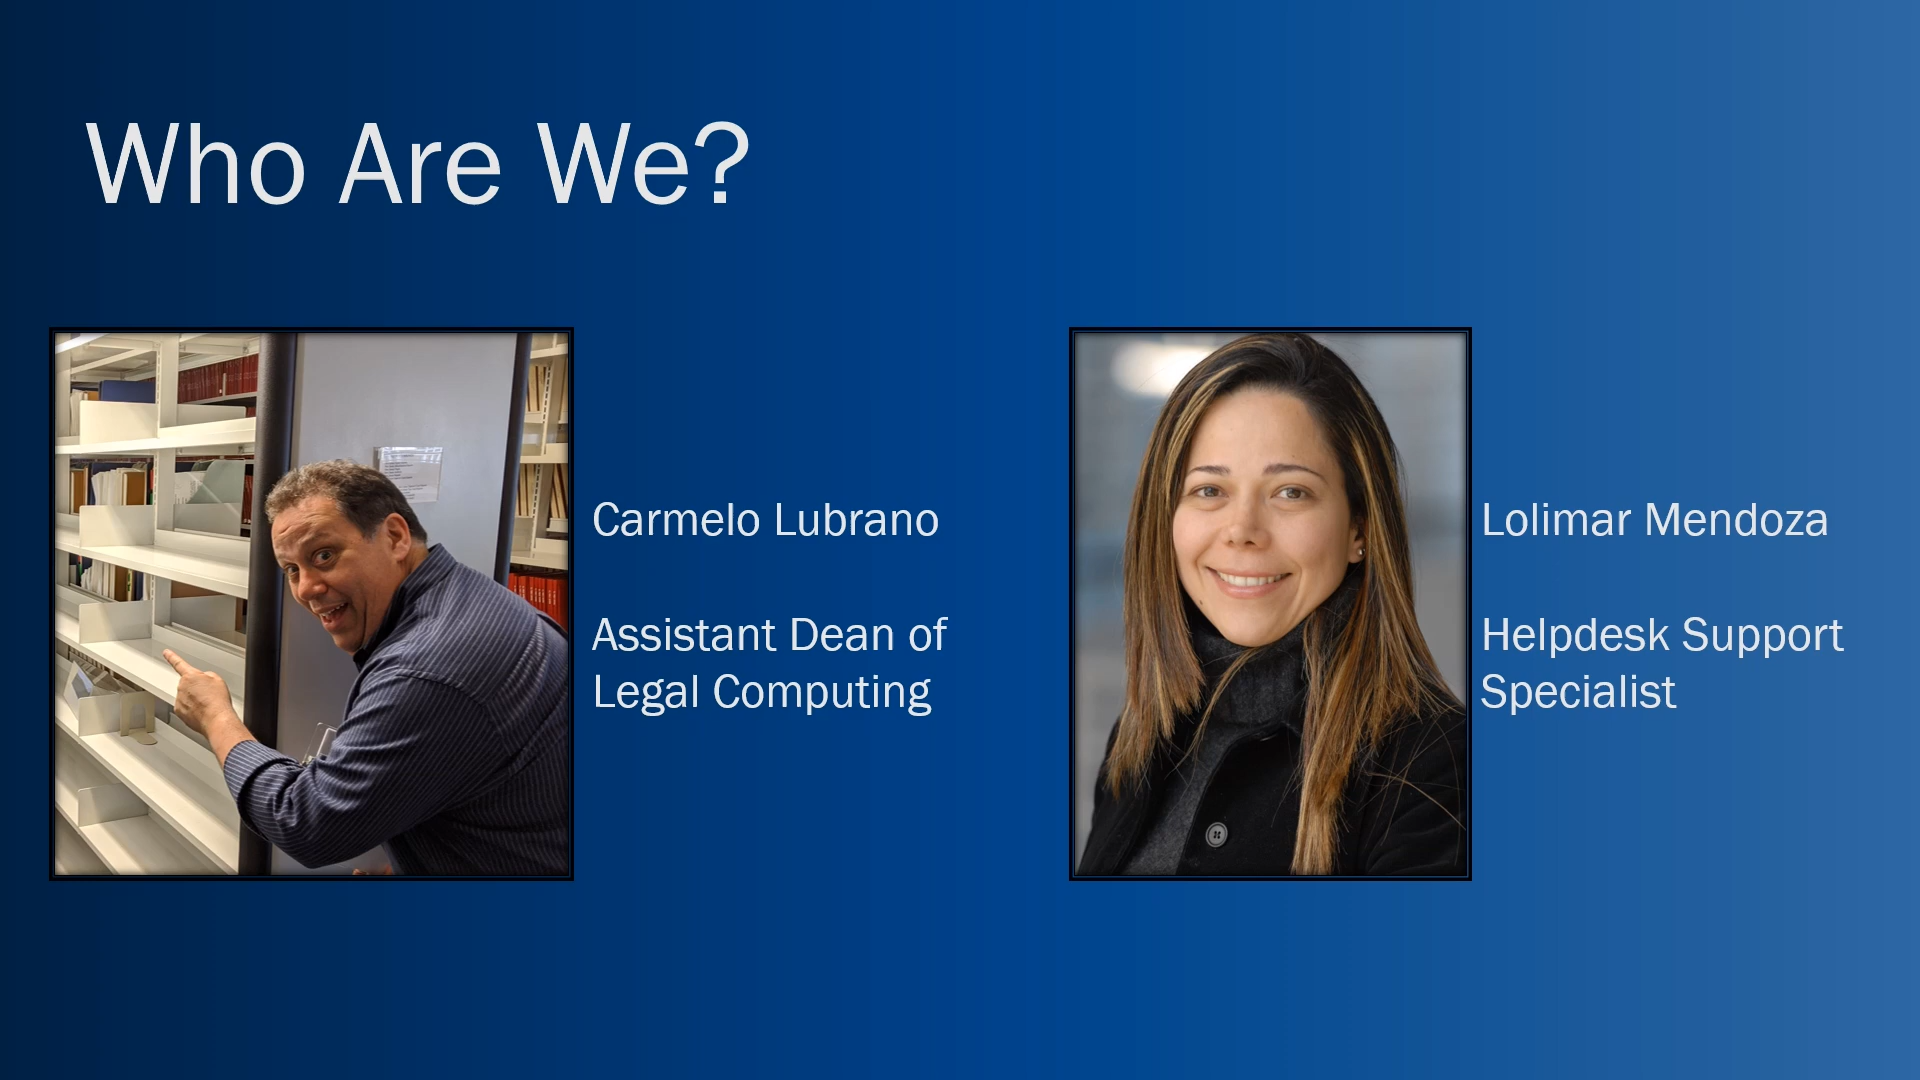 Who Are We?
Carmelo Lubrano
Assistant Dean of
Legal Computing
Lolimar Mendoza
Helpdesk Support
Specialist